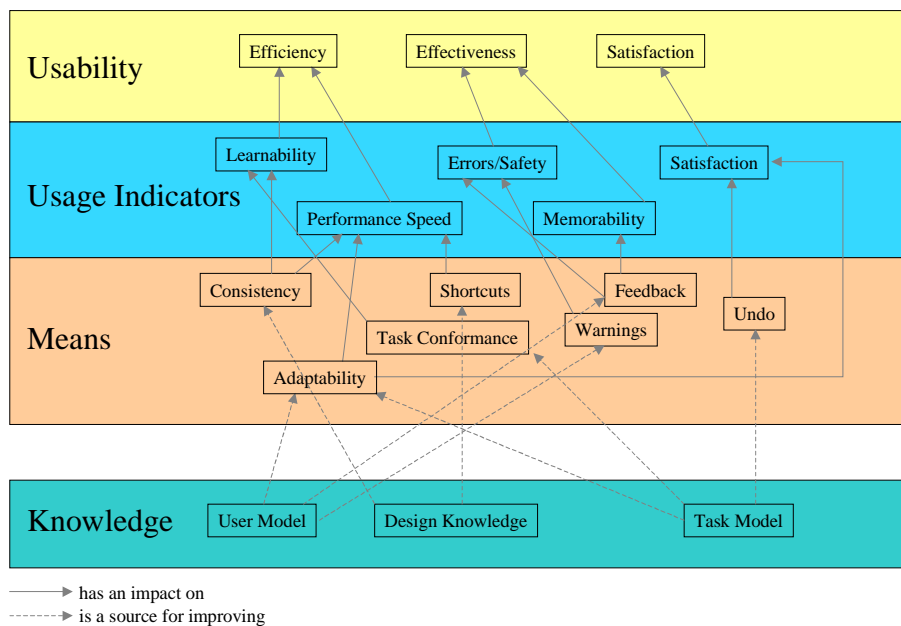 Usability
Efficiency
Effectiveness
Satisfaction
Usage Indicators
Learnability
Errors/Safety
Satisfaction
Performance Speed
Memorability
Means
Consistency
Shortcuts
Feedback
Undo
Warnings
Task Conformance
Adaptability
Knowledge
User Model
Design Knowledge
Task Model
has an impact on
is a source for improving